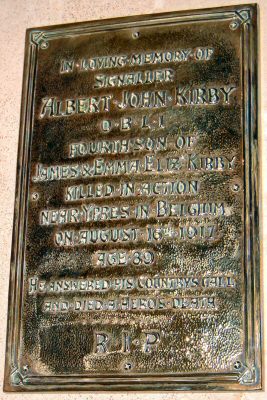 IN·LOVING·MEMORY·OF
SIGNALLER
ALBERT·JOHN·KIRBY
O·B·L·I·
FOURTH·SON·OF
JAMES & EMMA ELIZ. KIRBY
KILLED·IN·ACTION
NEAR·YPRES·IN·BELGIUM
ON·AUGUST·16TH·1917
AGE·39
HE·ANSWERED·HIS·COUNTRY'S·CALL
AND·DIED·A·HERO'S·DEATH
R·I·P